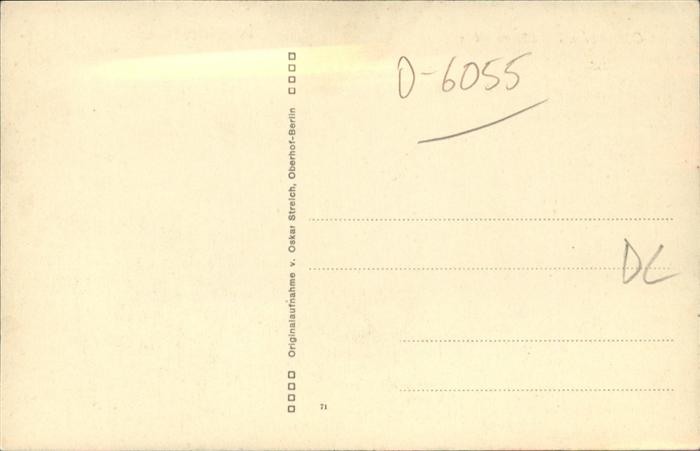 D-6055
Originalaufnahme v. Oskar Streich, Oberhof-Berlin
DL
71